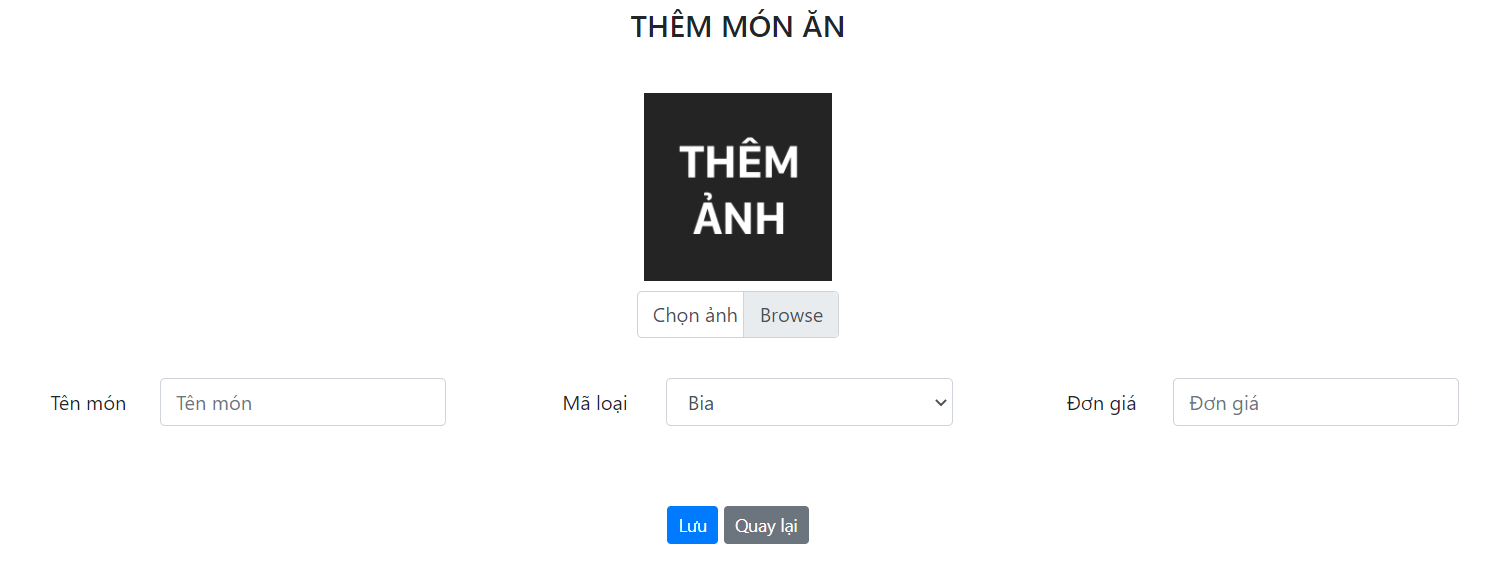 THÊM MÓN ĂN
THÊM
ẢNH
Chọn ảnh Browse
Tên món Tên món Mã loại Bia Đơn giá Đơn giá
Lưu Quay lại